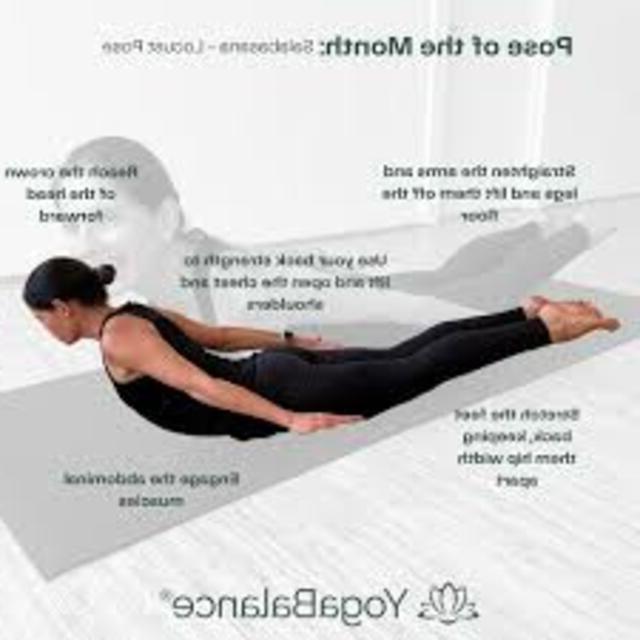 Pose of the Month: Salabasana - Locust Pose
Reach the crown
of the head
forward
Straighten the arms and
legs and lift them off the
floor
Use your back strength to
lift and open the chest and
shoulders
Stretch the feet
back, keeping
them hip width
apart
Engage the abdominal
muscles
YogaBalance®